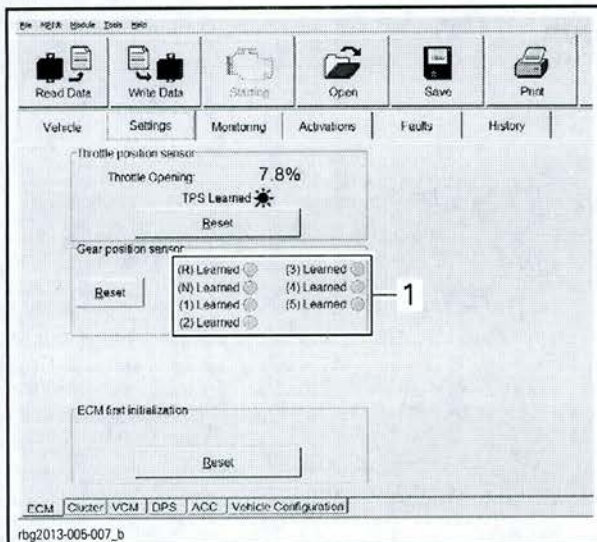 File MENU Module Tools Help
Read Data Write Data Starting Open Save Print
Vehicle Settings Monitoring Activations Faults History
Throttle position sensor
Throttle Opening: 7.8%
TPS Learned
Reset
Gear position sensor
(R) Learned (3) Learned
Reset (N) Learned (4) Learned
(1) Learned (5) Learned
(2) Learned
1
ECM first initialization
Reset
ECM Cluster VCM DPS ACC Vehicle Configuration
rbg2013-005-007_b